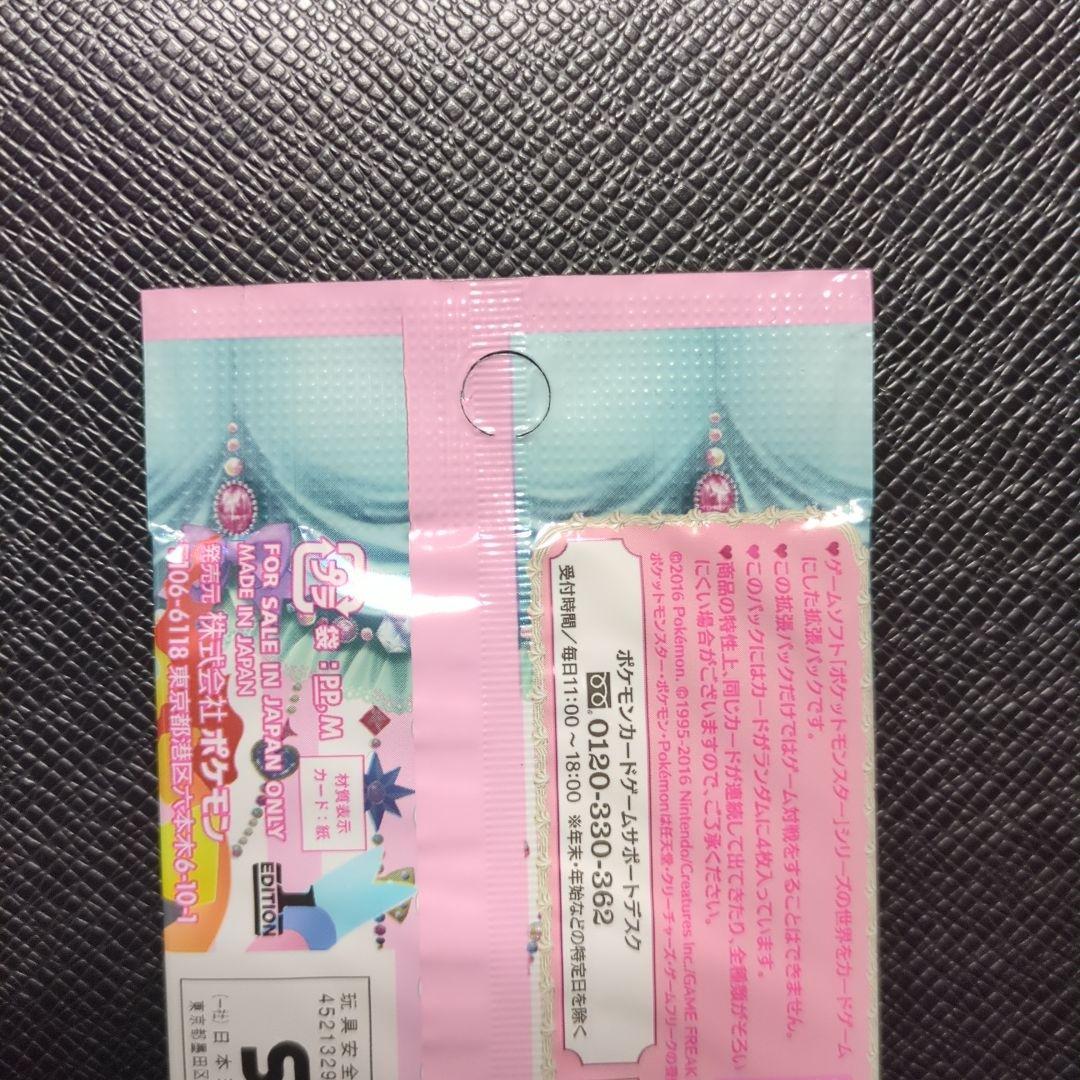 ♥ゲームソフト「ポケットモンスター」シリーズの世界をカードゲーム
にした拡張パックです。
♥この拡張パックだけではゲーム対戦をすることはできません。
♥このパックにはカードがランダムに4枚入っています。
♥商品の特性上、同じカードが連続して出てきたり、全種類がそろい
にくい場合がございますので、ご了承ください。
©2016 Pokémon. ©1995-2016 Nintendo/Creatures Inc./GAME FREAK
ポケットモンスター・ポケモン・Pokémonは任天堂・クリーチャーズ・ゲームフリークの登
ポケモンカードゲームサポートデスク
0120-330-362
受付時間/毎日11:00~18:00 ※年末・年始などの特定日を除く
プラ
袋:PP,M
材質表示
カード:紙
FOR SALE IN JAPAN ONLY
MADE IN JAPAN
発売元 株式会社ポケモン
〒106-6118 東京都港区六本木6-10-1
1
EDITION
玩具安全
4521329
S
(一社)日本
東京都墨田区